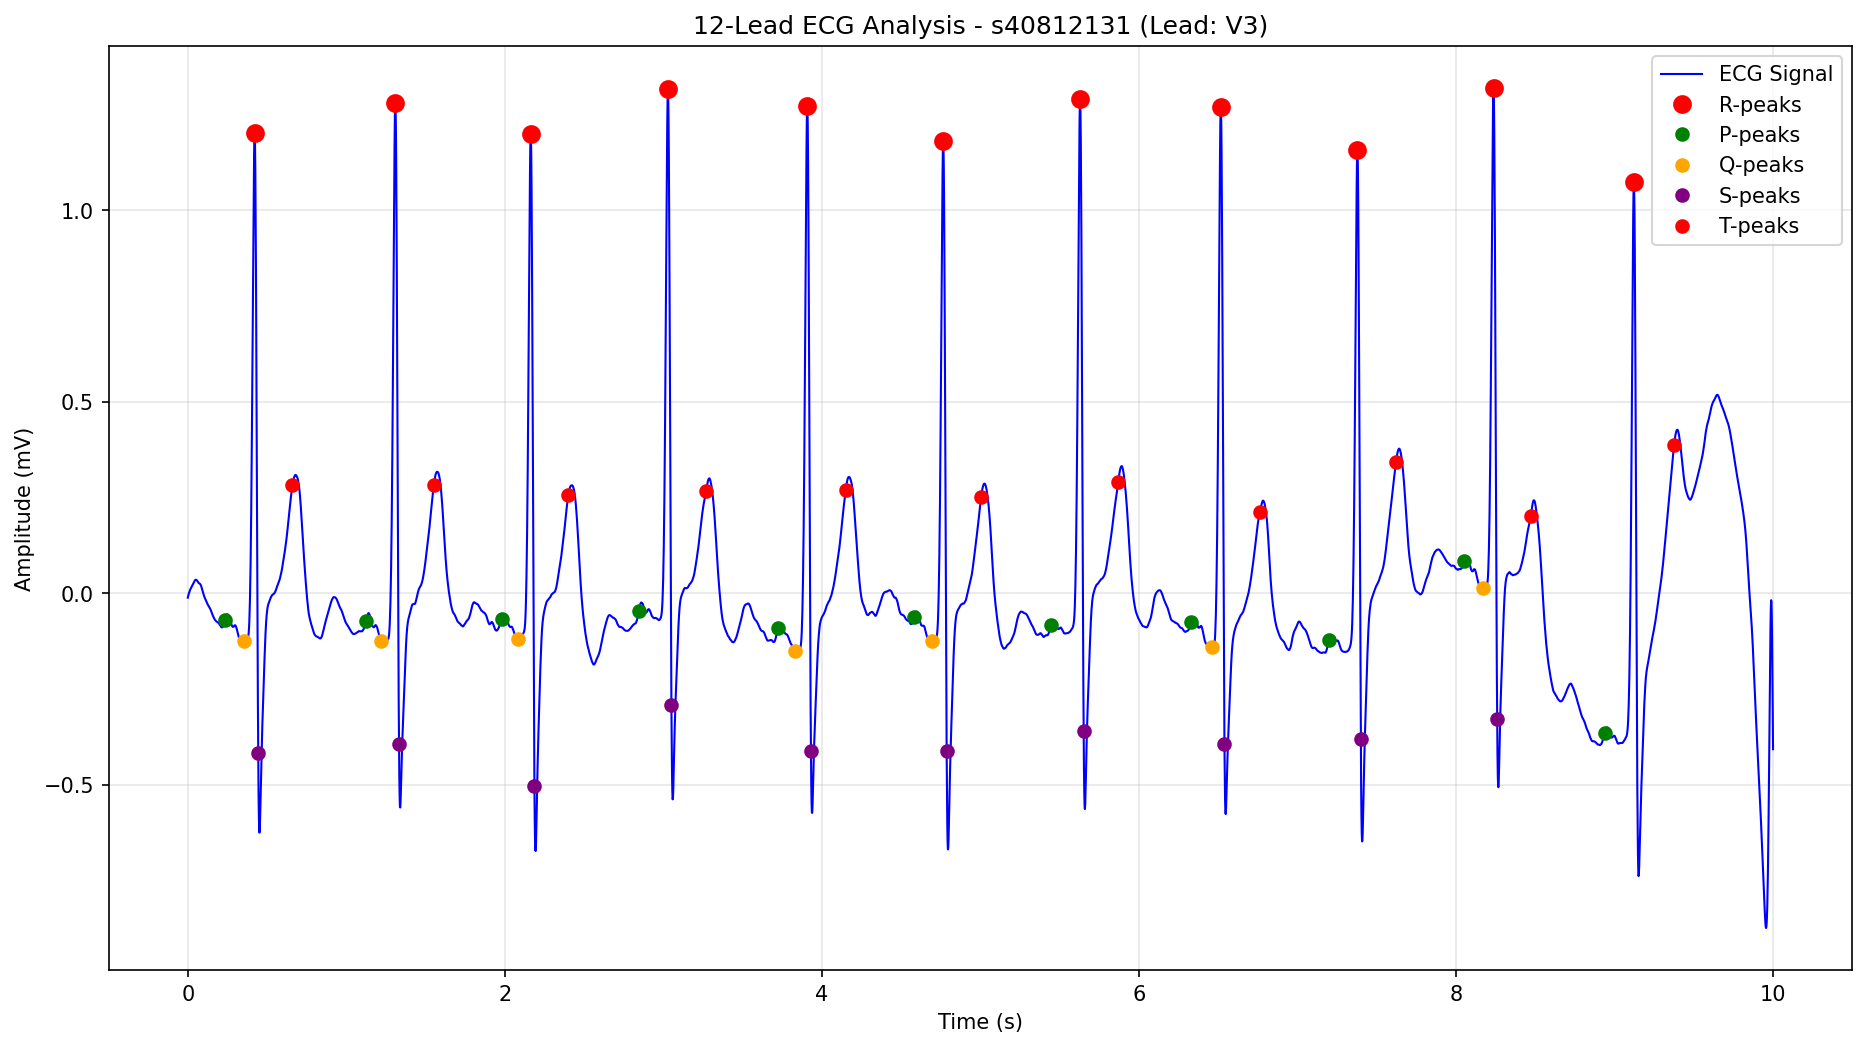 12-Lead ECG Analysis - s40812131 (Lead: V3)
ECG Signal
R-peaks
P-peaks
Q-peaks
S-peaks
T-peaks
Amplitude (mV)
1.0
0.5
0.0
−0.5
0
2
4
6
8
10
Time (s)